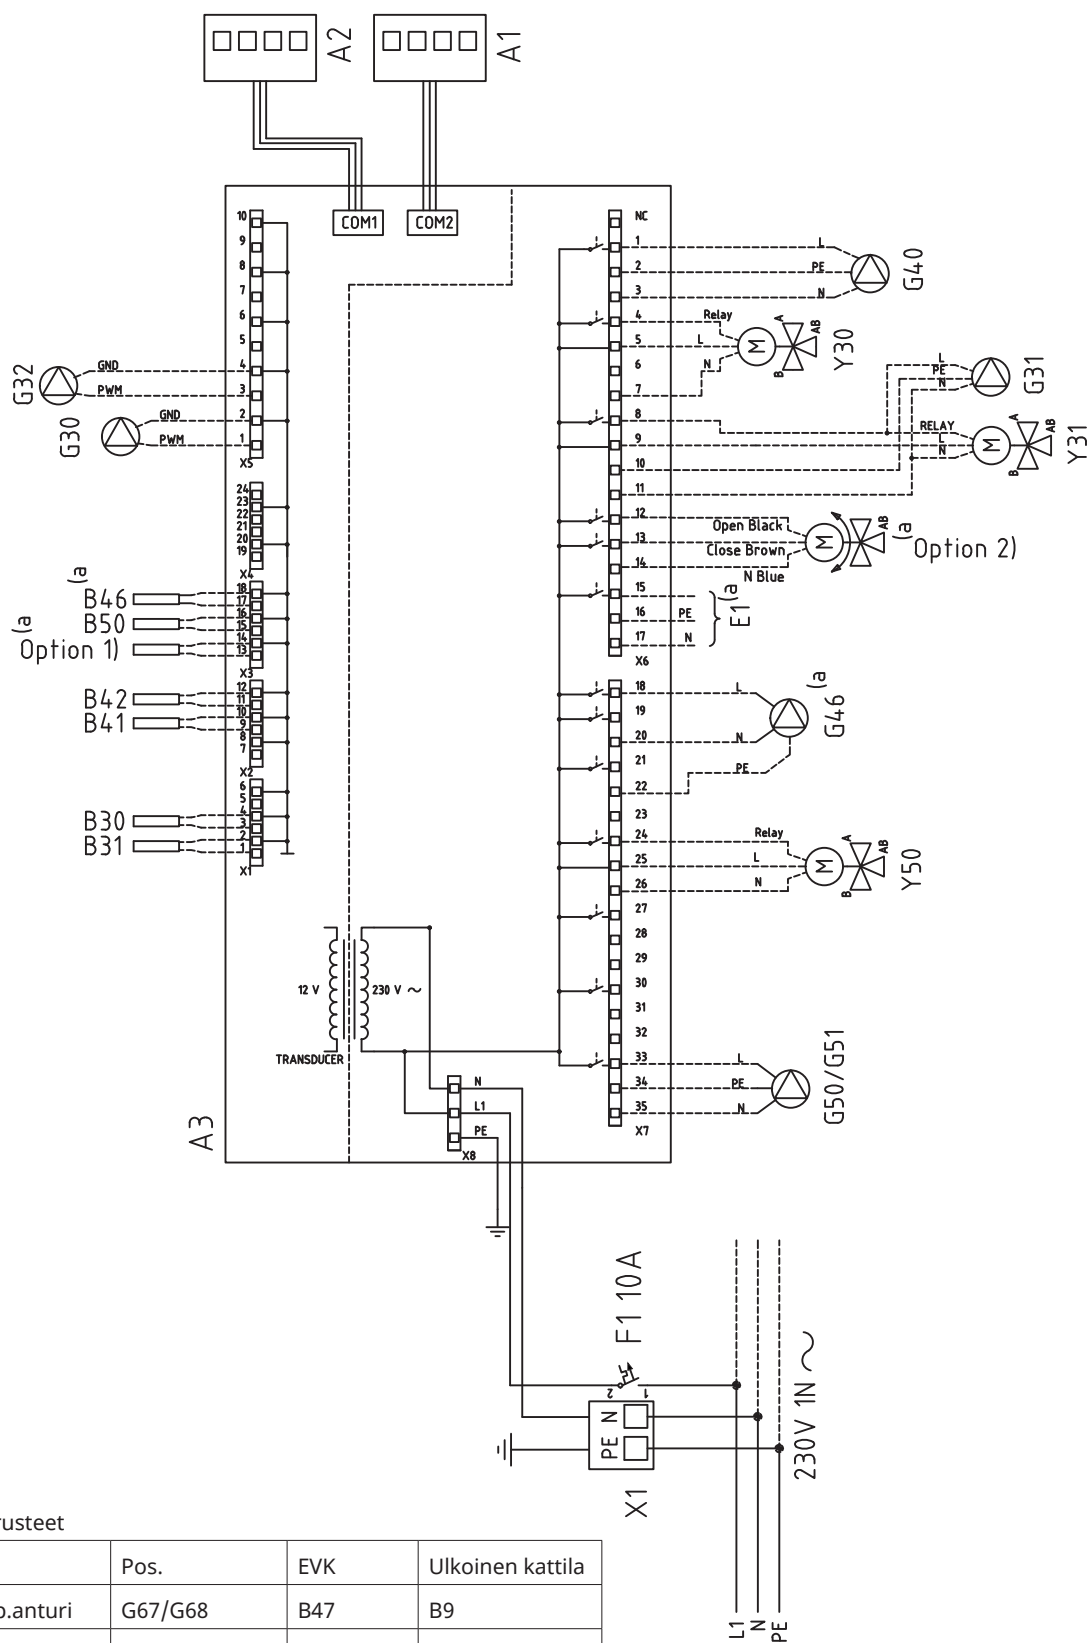 A2
A1
COM1
COM2
10
9
8
7
6
5
4
3
2
1
X5
G32
GND
PWM
G30
GND
PWM
24
23
22
21
20
19
X4
18
17
16
15
14
13
X3
B46 (a
B50
(a
Option 1)
12
11
10
9
8
7
X2
B42
B41
6
5
4
3
2
1
X1
B30
B31
NC
1
2
3
4
5
6
7
8
9
10
11
12
13
14
15
16
17
X6
L
PE
N
G40
Relay
L
N
M
A
AB
B
Y30
L
PE
N
G31
RELAY
L
N
M
A
AB
B
Y31
Open Black
Close Brown
N Blue
M
AB
(a
Option 2)
PE
N
E1 (a
18
19
20
21
22
23
24
25
26
27
28
29
30
31
32
33
34
35
X7
L
N
PE
G46 (a
Relay
L
N
M
A
AB
B
Y50
L
PE
N
G50/G51
12 V
230 V ~
TRANSDUCER
N
L1
PE
X8
A3
F1 10A
2
1
N
PE
X1
230V 1N ~
L1
N
PE
rusteet
Pos. EVK Ulkoinen kattila
p.anturi G67/G68 B47 B9